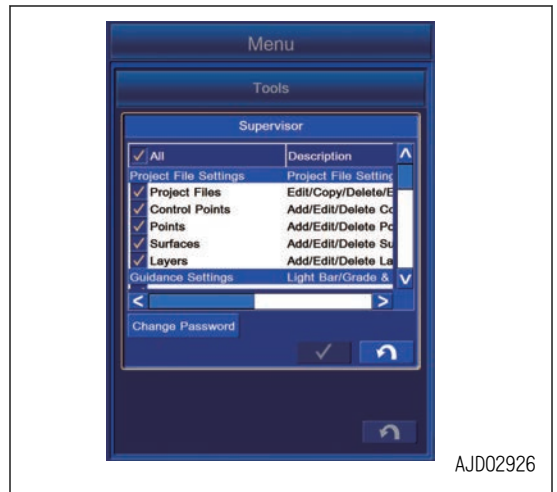 Menu
Tools
Supervisor
All Description
Project File Settings Project File Setting
Project Files Edit/Copy/Delete/E
Control Points Add/Edit/Delete Co
Points Add/Edit/Delete Po
Surfaces Add/Edit/Delete Su
Layers Add/Edit/Delete La
Guidance Settings Light Bar/Grade &
Change Password
AJD02926